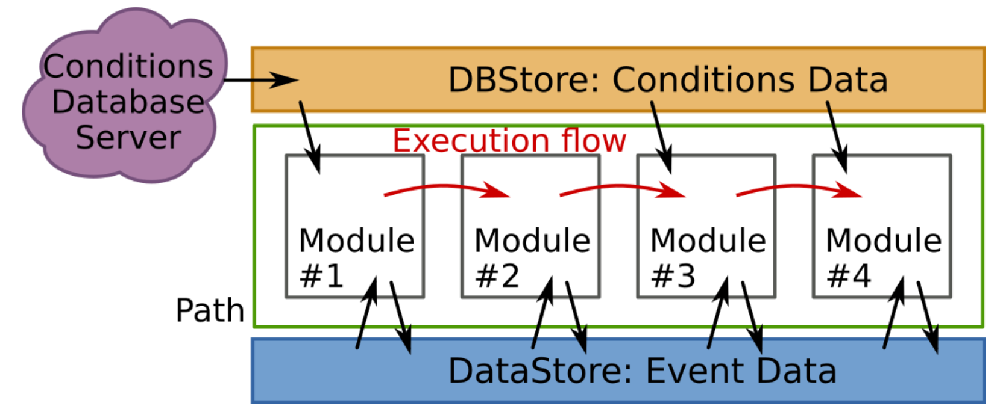 Conditions
Database
Server
DBStore: Conditions Data
Execution flow
Module
#1
Module
#2
Module
#3
Module
#4
Path
DataStore: Event Data